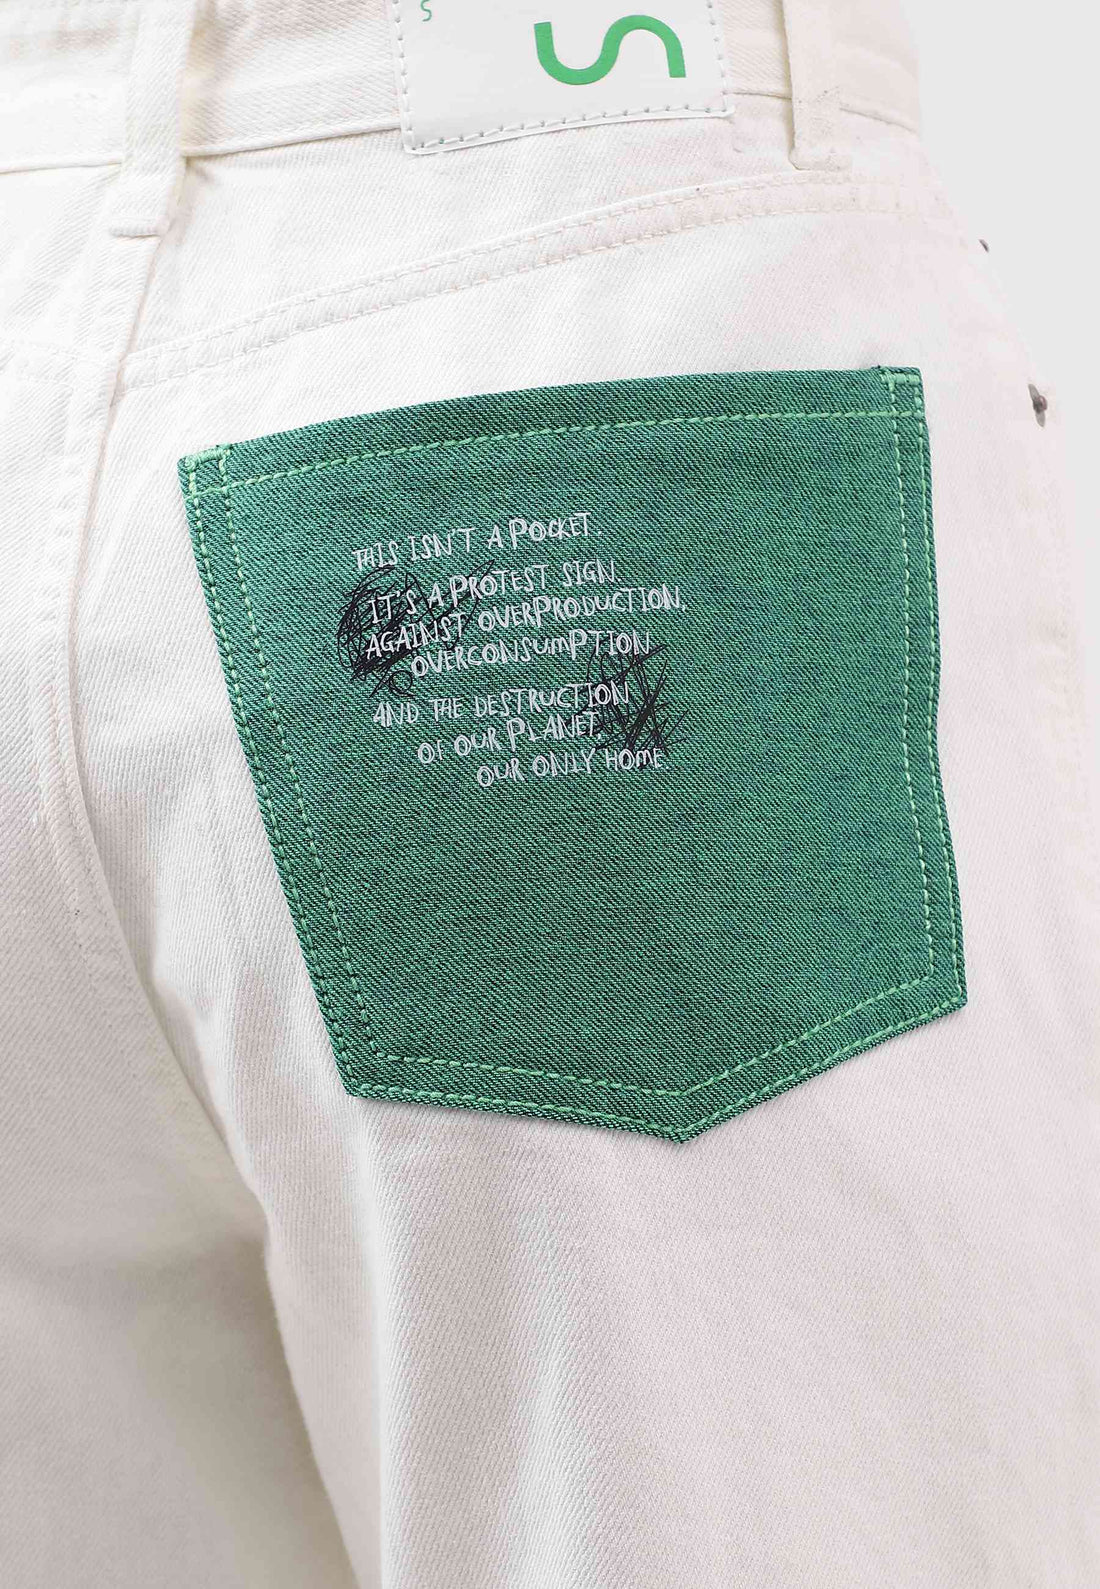 THIS ISN'T A POCKET.
IT'S A PROTEST SIGN
AGAINST OVERPRODUCTION,
OVERCONSUMPTION
AND THE DESTRUCTION
OF OUR PLANET
OUR ONLY HOME